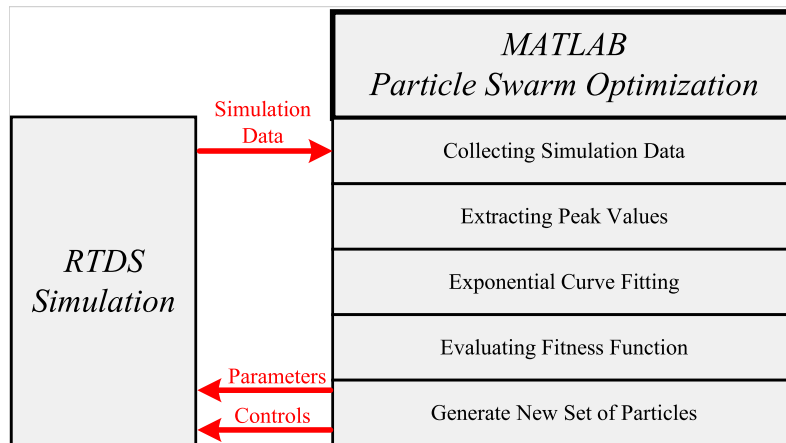 MATLAB
Particle Swarm Optimization
Simulation
Data
Collecting Simulation Data
Extracting Peak Values
RTDS
Simulation
Exponential Curve Fitting
Evaluating Fitness Function
Parameters
Controls
Generate New Set of Particles